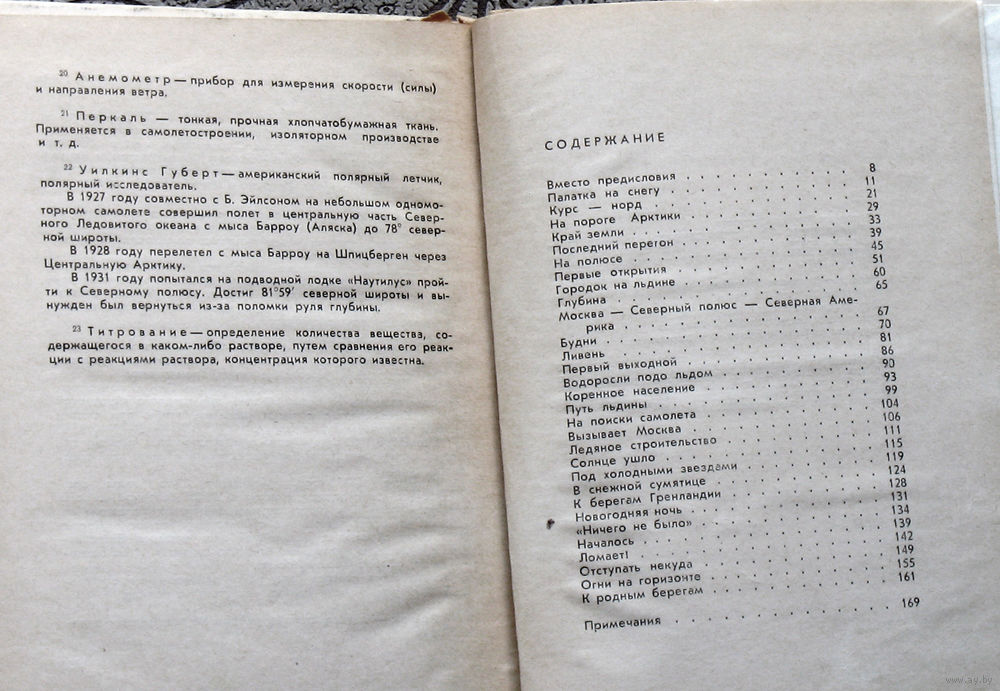 20 Анемометр — прибор для измерения скорости (силы)
и направления ветра.
21 Перкаль — тонкая, прочная хлопчатобумажная ткань.
Применяется в самолетостроении, изоляторном производстве
и т. д.
22 Уилкинс Губерт — американский полярный летчик,
полярный исследователь.
В 1927 году совместно с Б. Эйлсоном на небольшом одномо-
торном самолете совершил полет в центральную часть Север-
ного Ледовитого океана с мыса Барроу (Аляска) до 78° север-
ной широты.
В 1928 году перелетел с мыса Барроу на Шпицберген через
Центральную Арктику.
В 1931 году попытался на подводной лодке «Наутилус» прой-
ти к Северному полюсу. Достиг 81°59′ северной широты и вы-
нужден был вернуться из-за поломки руля глубины.
23 Титрование — определение количества вещества, со-
держащегося в каком-либо растворе, путем сравнения его реак-
ции с реакциями раствора, концентрация которого известна.
СОДЕРЖАНИЕ
Вместо предисловия . . . . . . . . . 8
Палатка на снегу . . . . . . . . . 11
Курс — норд . . . . . . . . . 21
На пороге Арктики . . . . . . . . . 29
Край земли . . . . . . . . . 33
Последний перегон . . . . . . . . . 39
На полюсе . . . . . . . . . 45
Первые открытия . . . . . . . . . 51
Городок на льдине . . . . . . . . . 60
Глубина . . . . . . . . . 65
Москва — Северный полюс — Северная Аме-
рика . . . . . . . . . 67
Будни . . . . . . . . . 70
Ливень . . . . . . . . . 81
Первый выходной . . . . . . . . . 86
Водоросли подо льдом . . . . . . . . . 90
Коренное население . . . . . . . . . 93
Путь льдины . . . . . . . . . 99
На поиски самолета . . . . . . . . . 104
Вызывает Москва . . . . . . . . . 106
Ледяное строительство . . . . . . . . . 111
Солнце ушло . . . . . . . . . 115
Под холодными звездами . . . . . . . . . 119
В снежной сумятице . . . . . . . . . 124
К берегам Гренландии . . . . . . . . . 128
Новогодняя ночь . . . . . . . . . 131
«Ничего не было» . . . . . . . . . 134
Началось . . . . . . . . . 139
Ломает! . . . . . . . . . 142
Отступать некуда . . . . . . . . . 149
Огни на горизонте . . . . . . . . . 155
К родным берегам . . . . . . . . . 161
Примечания . . . . . . . . . 169
www.ay.by